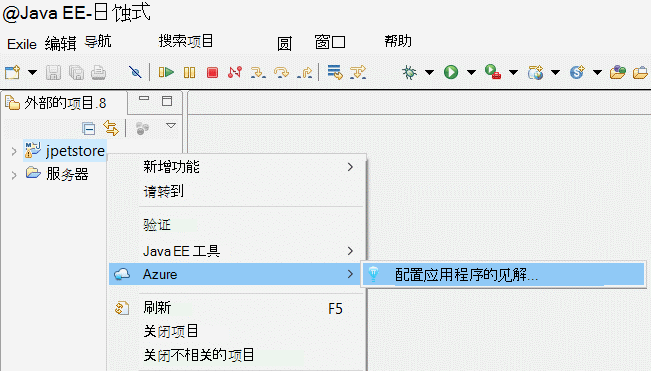 @Java EE-日蚀式
Exile 编辑 导航 搜索项目 圆 窗口 帮助
外部的项目.8
jpetstore
服务器
新增功能
请转到
验证
Java EE 工具
Azure
配置应用程序的见解...
刷新 F5
关闭项目
关闭不相关的项目